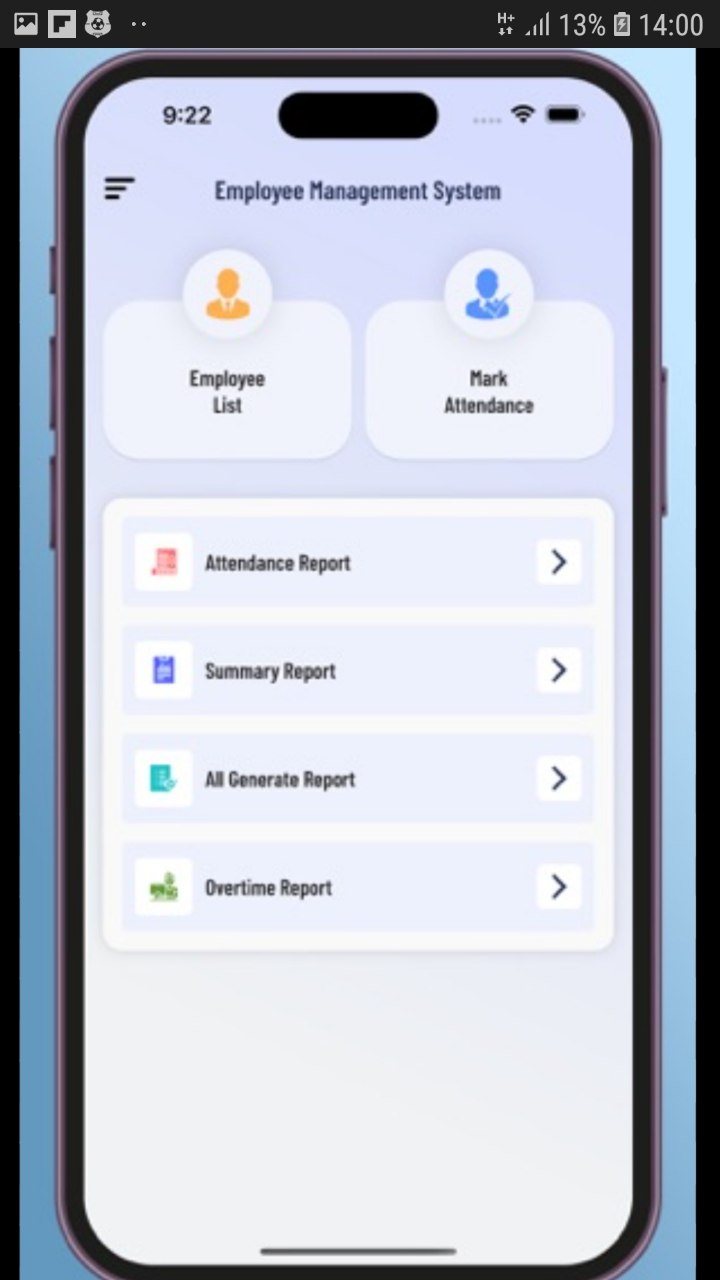 H+ 13% 14:00
9:22
Employee Management System
Employee
List
Mark
Attendance
Attendance Report
Summary Report
All Generate Report
Overtime Report